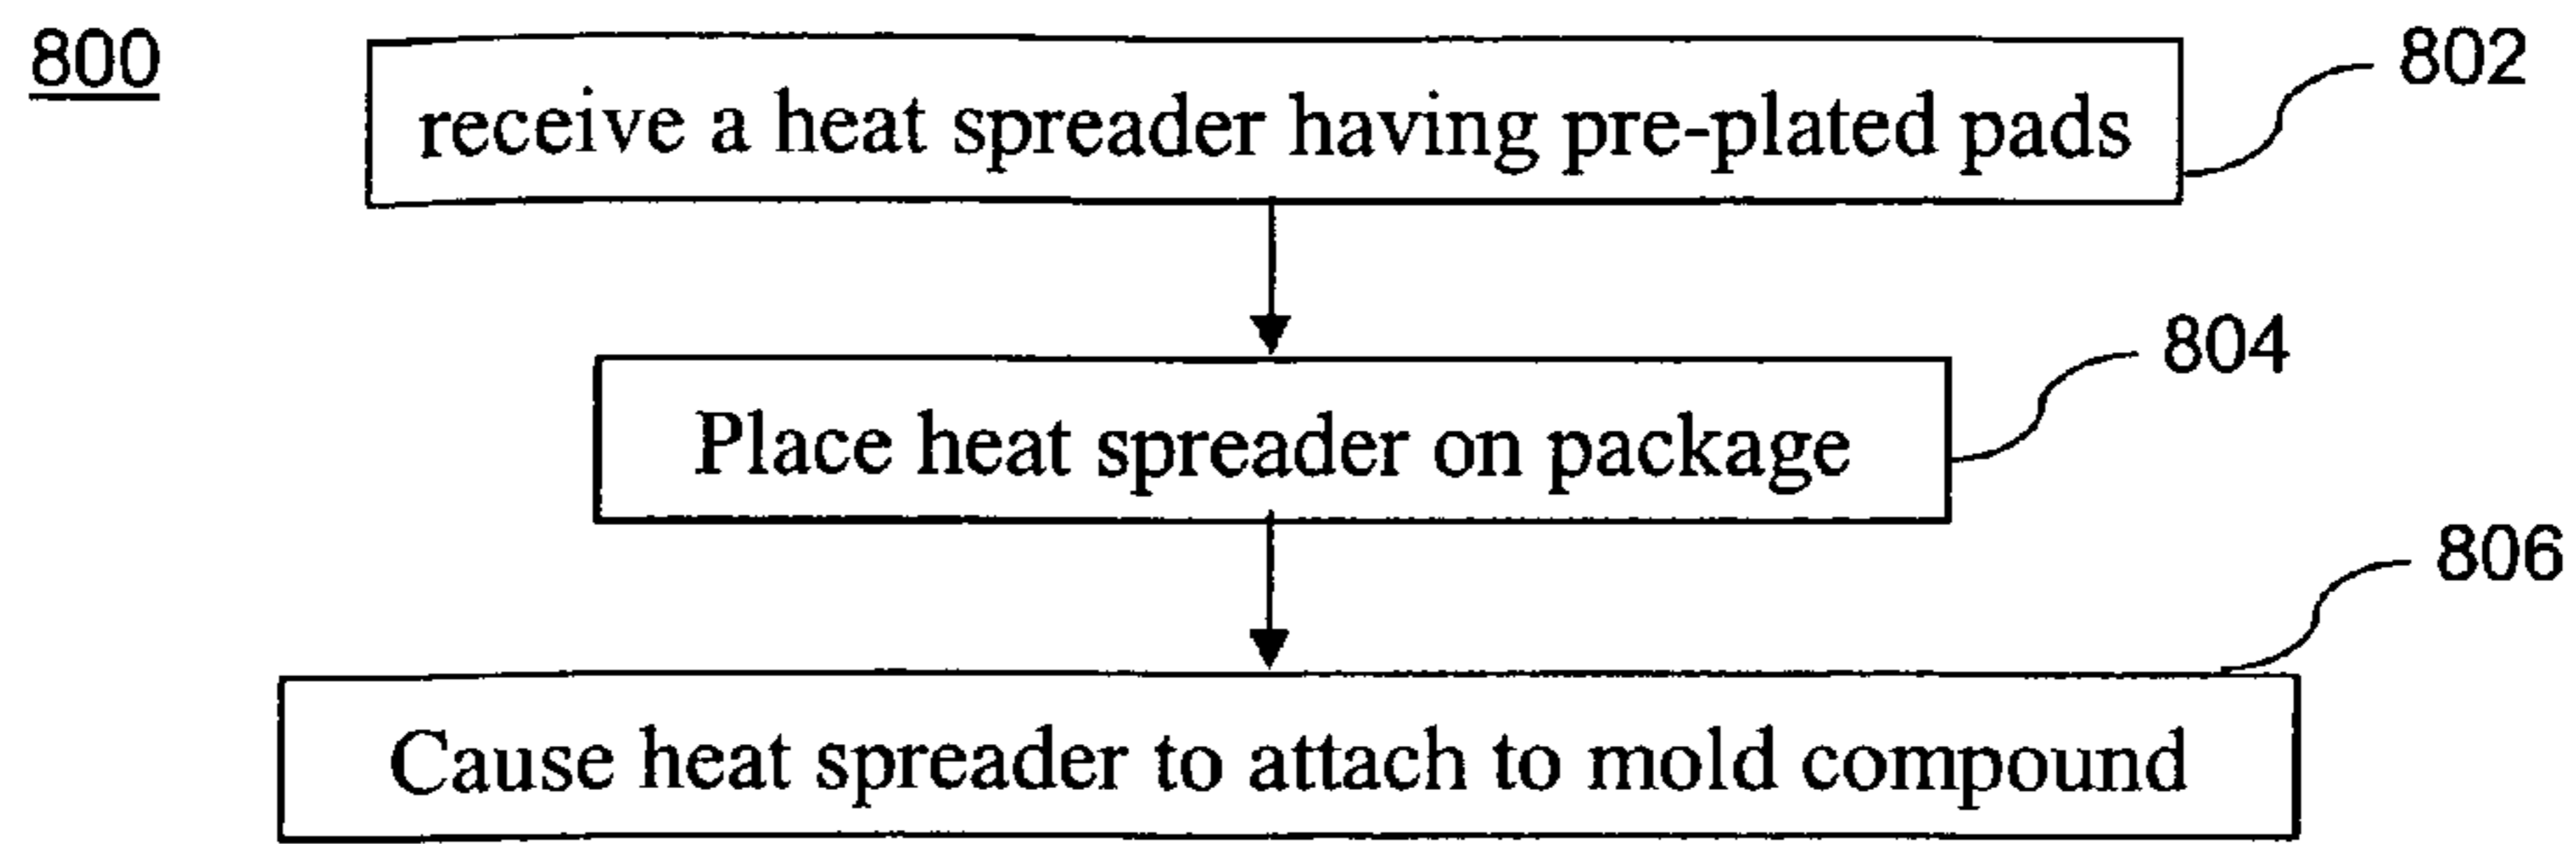 800
receive a heat spreader having pre-plated pads
802
Place heat spreader on package
804
Cause heat spreader to attach to mold compound
806